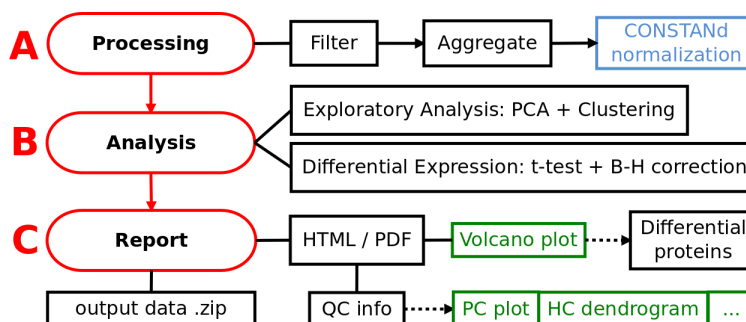 A
Processing
Filter
Aggregate
CONSTANd
normalization
B
Analysis
Exploratory Analysis: PCA + Clustering
Differential Expression: t-test + B-H correction
C
Report
HTML / PDF
Volcano plot
Differential
proteins
output data .zip
QC info
PC plot
HC dendrogram
...